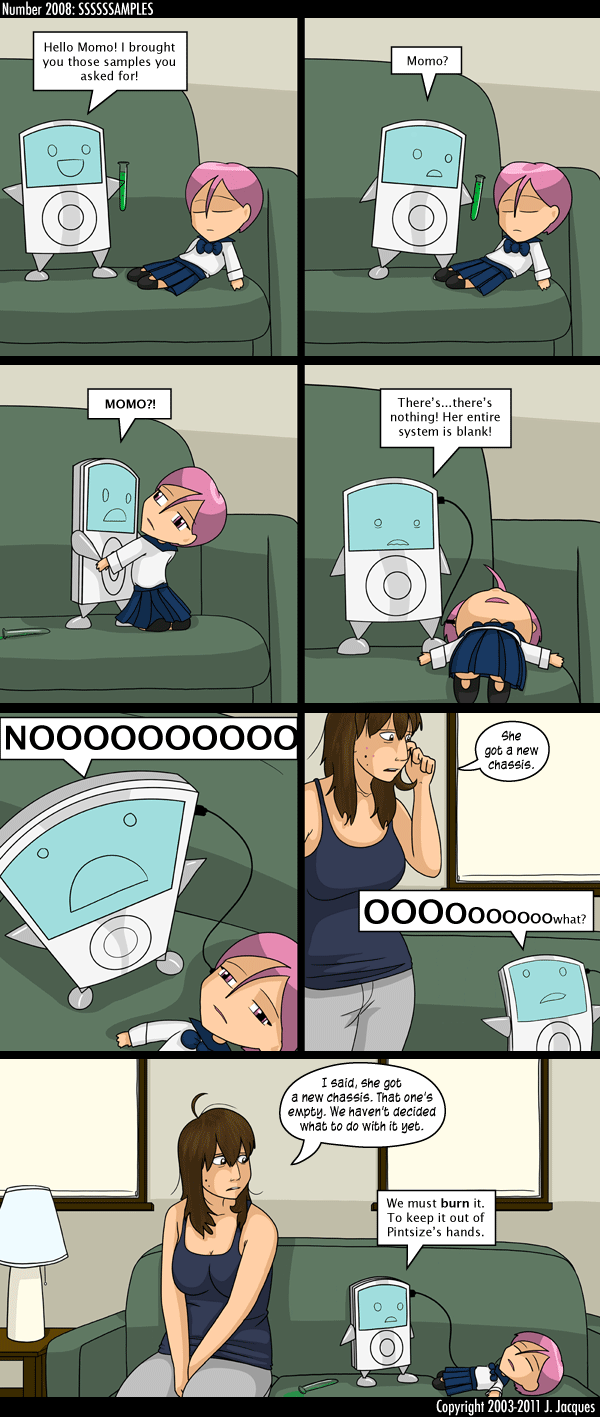 Number 2008: SSSSSSAMPLES
Hello Momo! I brought
you those samples you
asked for!
Momo?
MOMO?!
There's...there's
nothing! Her entire
system is blank!
NOOOOOOOOOOO
She
got a new
chassis.
OOOOOOOOOOOwhat?
I said, she got
a new chassis. That one's
empty. We haven't decided
what to do with it yet.
We must burn it.
To keep it out of
Pintsize's hands.
Copyright 2003-2011 J. Jacques